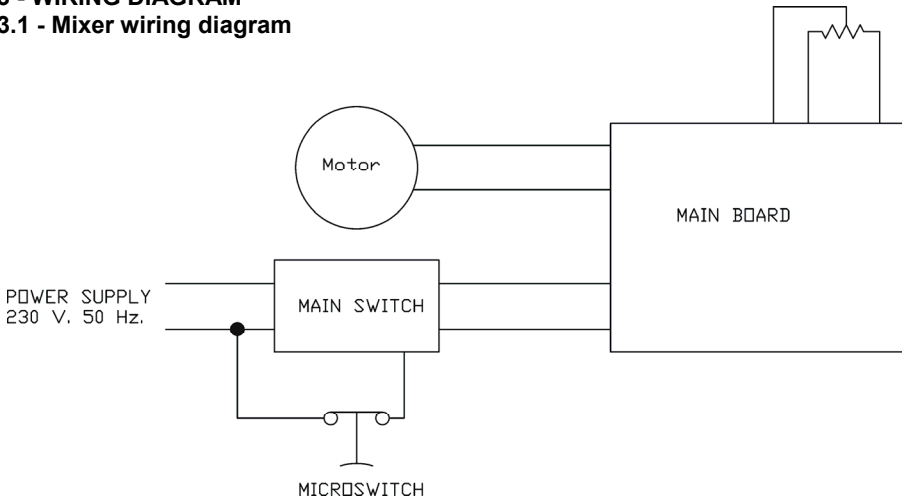 - WIRING DIAGRAM
3.1 - Mixer wiring diagram
Motor
MAIN BOARD
POWER SUPPLY
230 V. 50 Hz.
MAIN SWITCH
MICROSWITCH